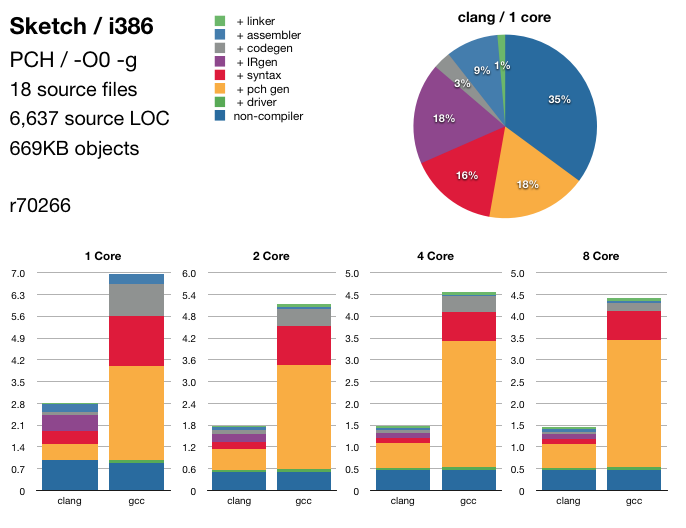 Sketch / i386
PCH / -O0 -g
18 source files
6,637 source LOC
669KB objects
r70266
+ linker
+ assembler
+ codegen
+ IRgen
+ syntax
+ pch gen
+ driver
non-compiler
clang / 1 core
1%
9%
3%
35%
18%
16%
18%
1 Core
7.0
6.3
5.6
4.9
4.2
3.5
2.8
2.1
1.4
0.7
0
clang
gcc
2 Core
6.0
5.4
4.8
4.2
3.6
3.0
2.4
1.8
1.2
0.6
0
clang
gcc
4 Core
5.0
4.5
4.0
3.5
3.0
2.5
2.0
1.5
1.0
0.5
0
clang
gcc
8 Core
5.0
4.5
4.0
3.5
3.0
2.5
2.0
1.5
1.0
0.5
0
clang
gcc